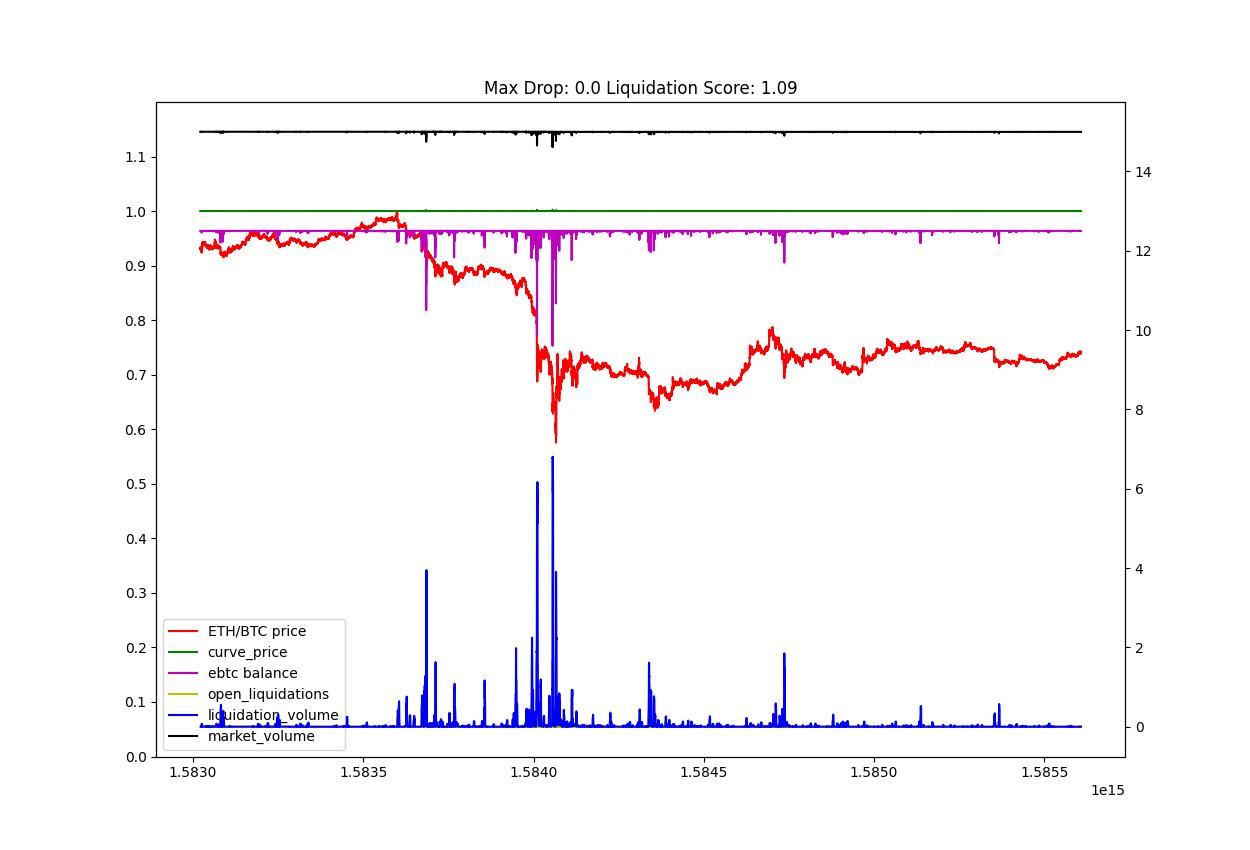 Max Drop: 0.0 Liquidation Score: 1.09
1.1
1.0
0.9
0.8
0.7
0.6
0.5
0.4
0.3
0.2
0.1
0.0
14
12
10
8
6
4
2
0
ETH/BTC price
curve_price
ebtc balance
open_liquidations
liquidation_volume
market_volume
1.5830 1.5835 1.5840 1.5845 1.5850 1.5855
1e15